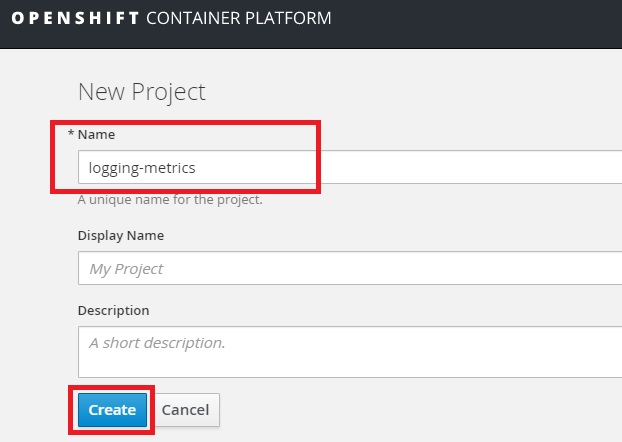 OPENSHIFT CONTAINER PLATFORM
New Project
* Name
logging-metrics
A unique name for the project.
Display Name
My Project
Description
A short description.
Create Cancel